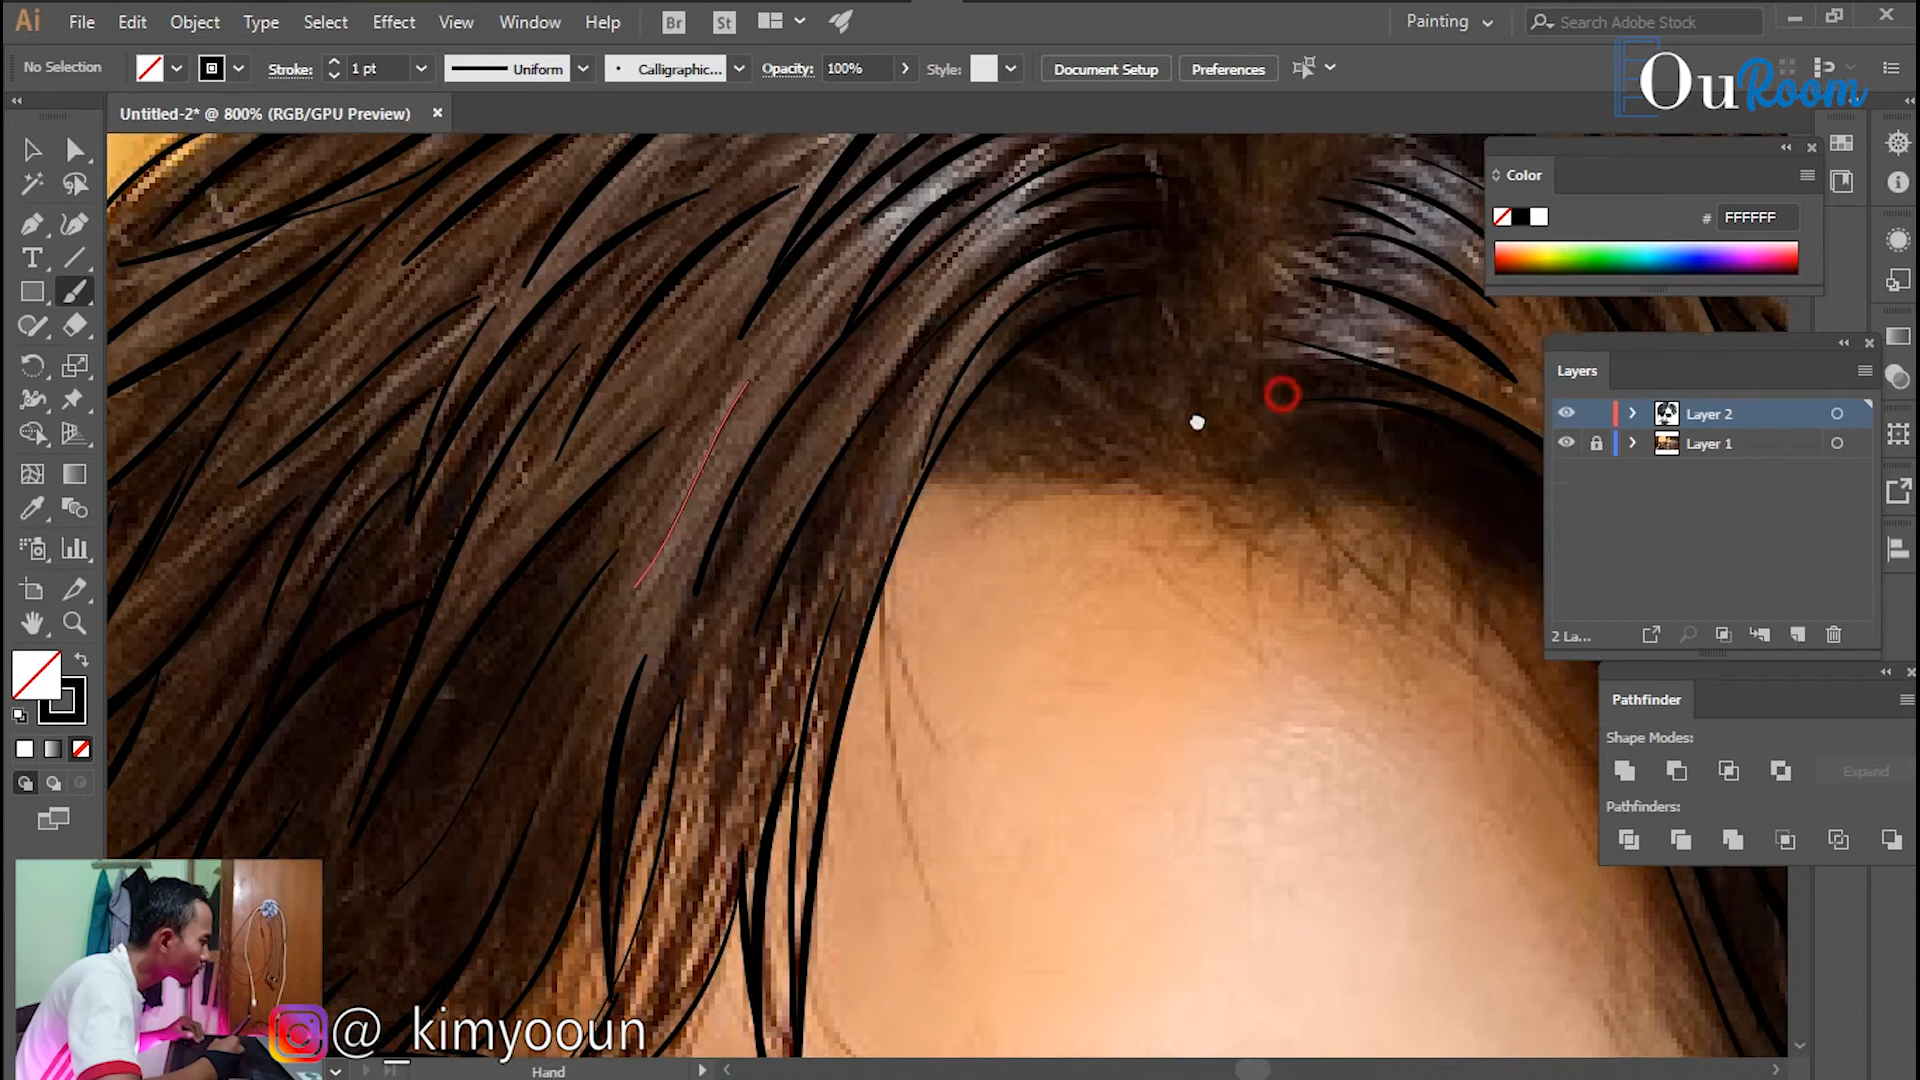 Ai File Edit Object Type Select Effect View Window Help Br St Painting Search Adobe Stock
No Selection Stroke: 1 pt Uniform Calligraphic... Opacity: 100% Style: Document Setup Preferences
OuRoom
Untitled-2* @ 800% (RGB/GPU Preview)
Color
# FFFFFF
Layers
Layer 2
Layer 1
2 La...
Pathfinder
Shape Modes:
Expand
Pathfinders:
@_kimyooun
Hand